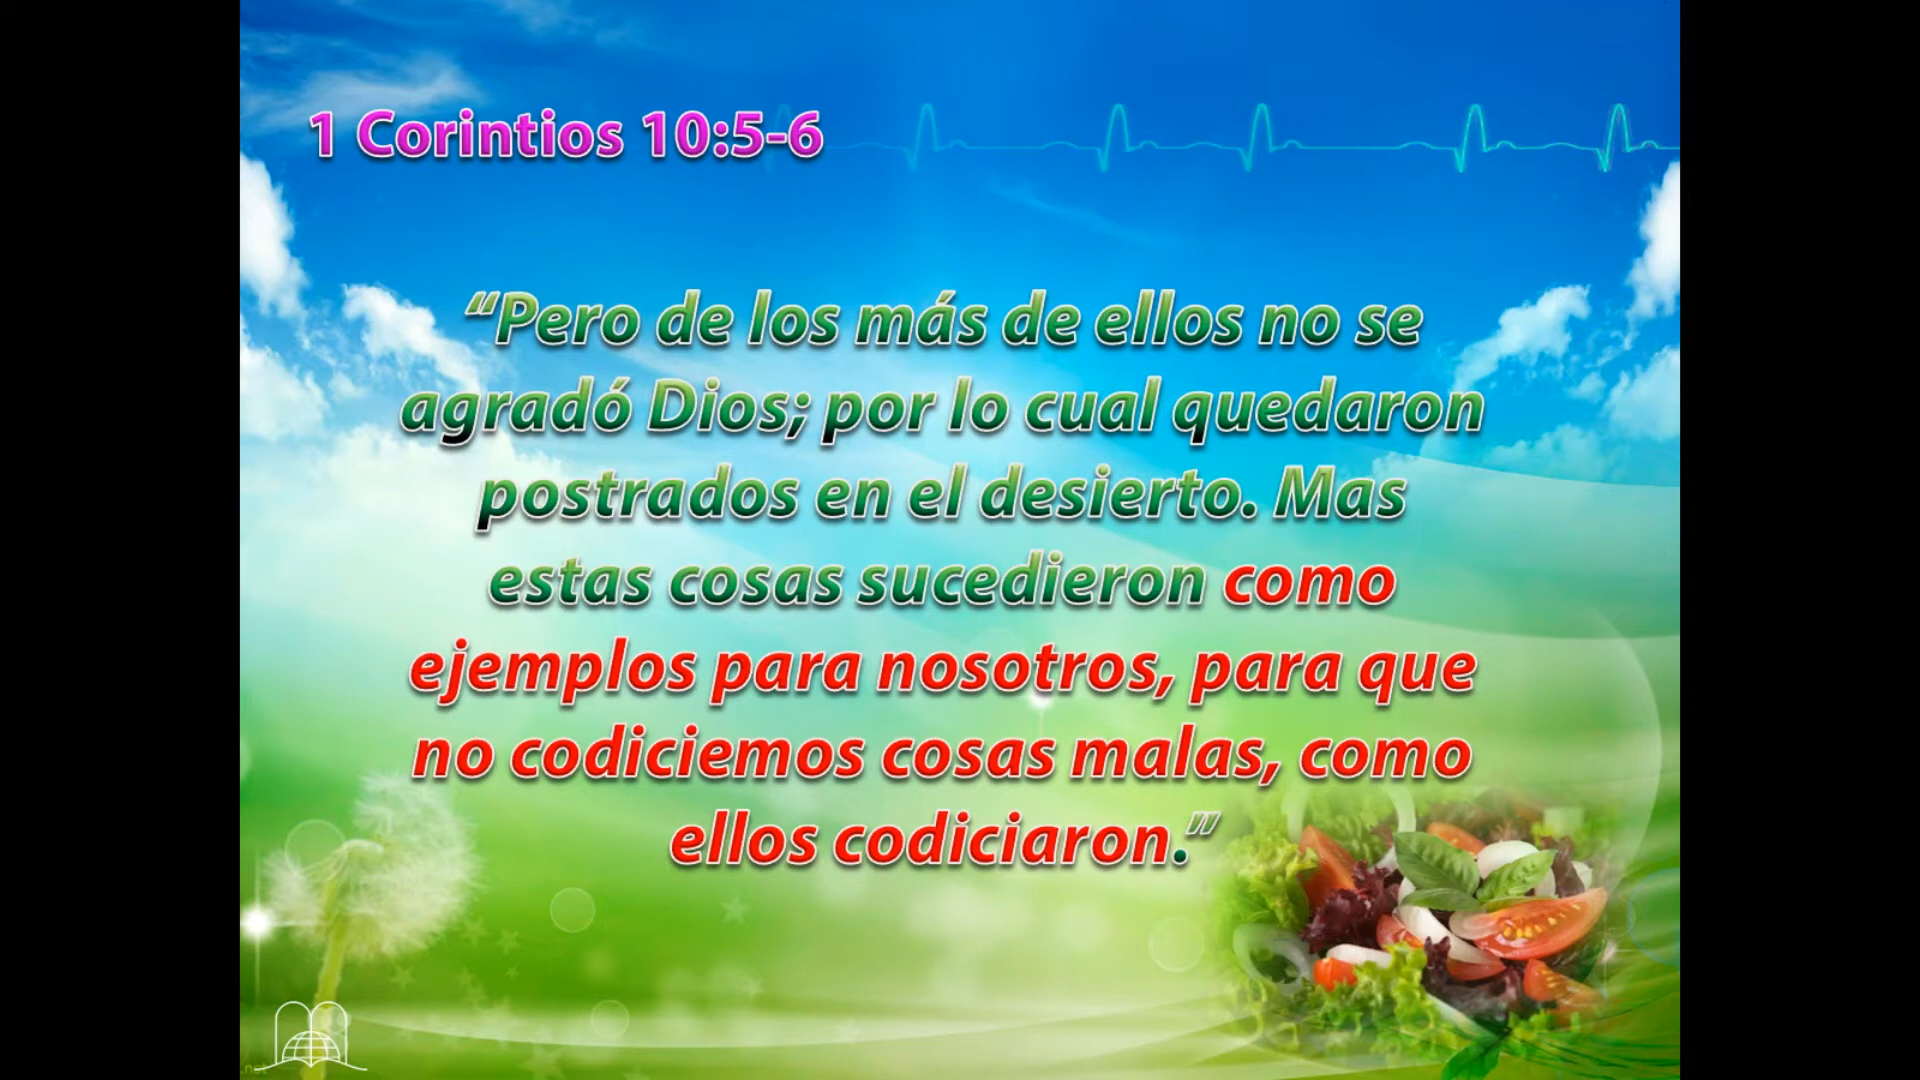 1 Corintios 10:5-6
“Pero de los más de ellos no se
agradó Dios; por lo cual quedaron
postrados en el desierto. Mas
estas cosas sucedieron como
ejemplos para nosotros, para que
no codiciemos cosas malas, como
ellos codiciaron.”
.net